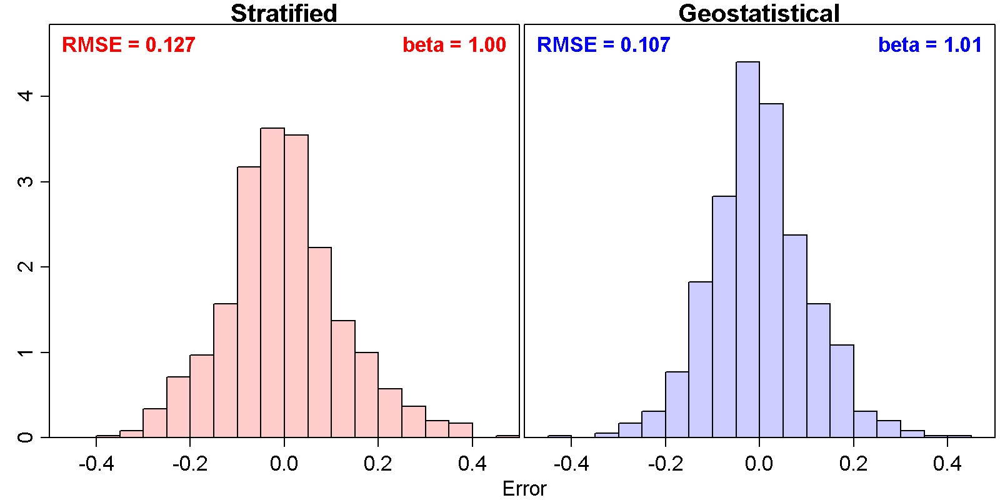 Stratified
Geostatistical
RMSE = 0.127
beta = 1.00
RMSE = 0.107
beta = 1.01
4
3
2
1
0
-0.4
-0.2
0.0
0.2
0.4
-0.4
-0.2
0.0
0.2
0.4
Error